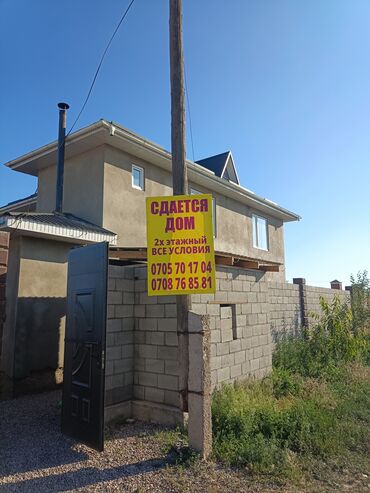 СДАЕТСЯ
ДОМ
2х этажный
ВСЕ УСЛОВИЯ
0705 70 17 04
0708 76 85 81